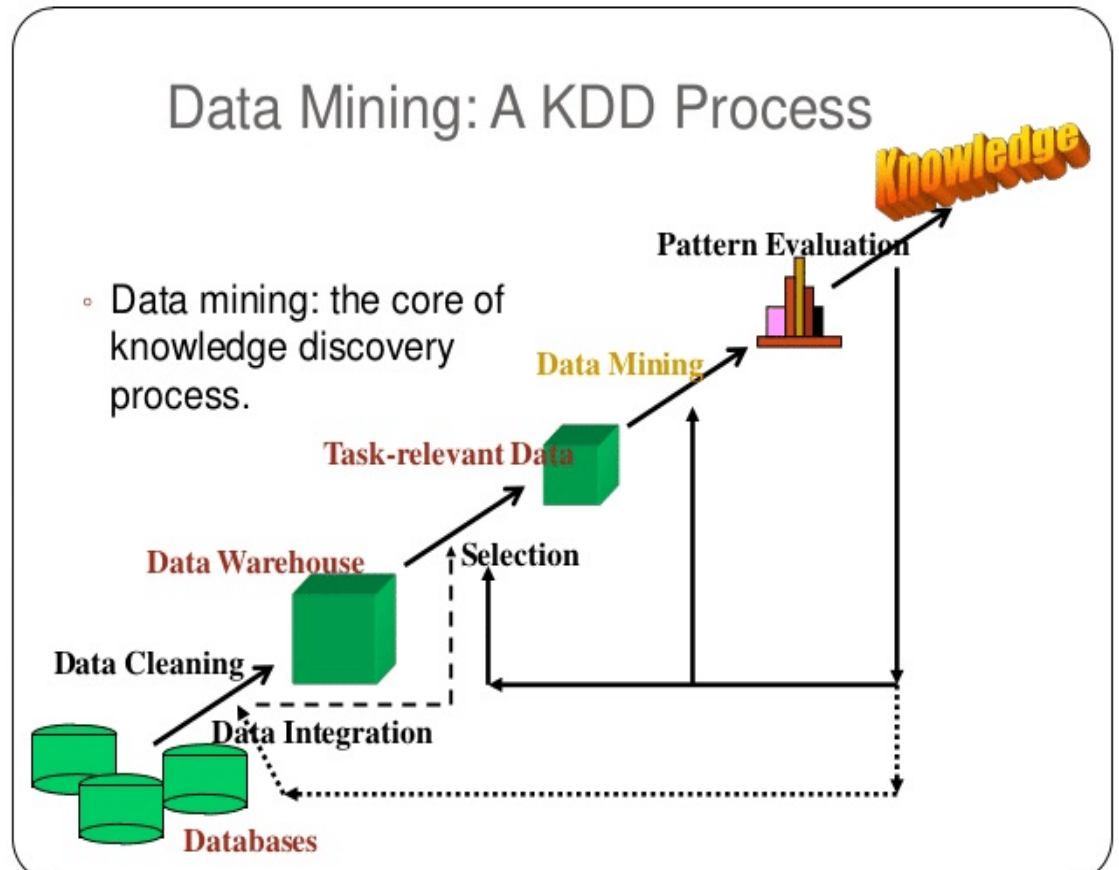 Data Mining: A KDD Process
Knowledge
Pattern Evaluation
◦ Data mining: the core of
knowledge discovery
process.
Data Mining
Task-relevant Data
Data Warehouse
Selection
Data Cleaning
Data Integration
Databases